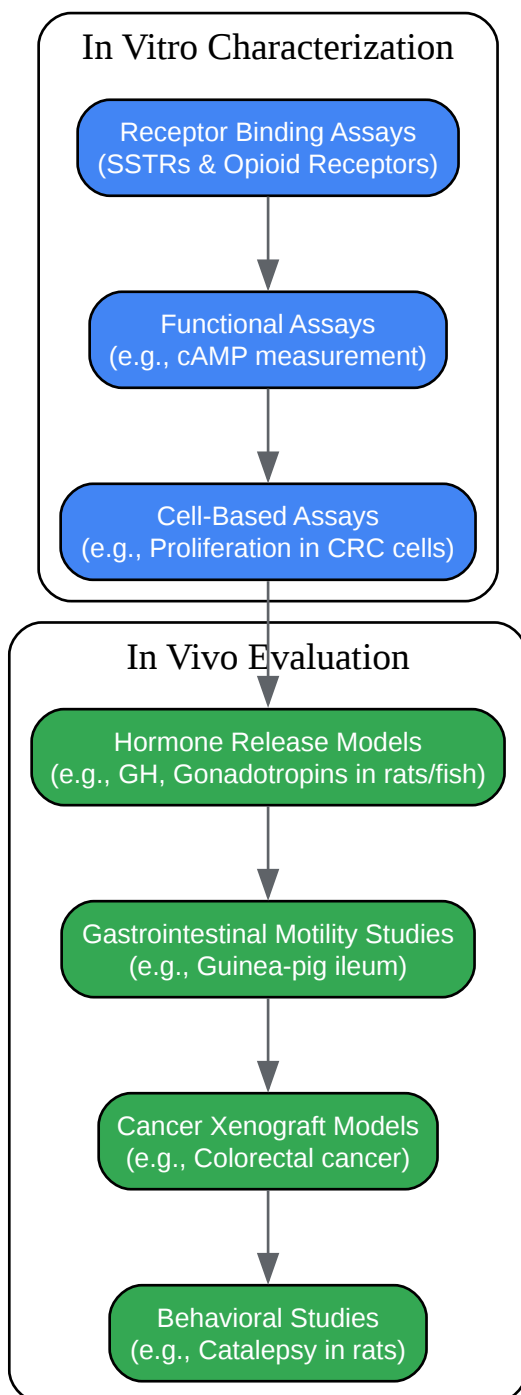 In Vitro Characterization
Receptor Binding Assays
(SSTRs & Opioid Receptors)
Functional Assays
(e.g., cAMP measurement)
Cell-Based Assays
(e.g., Proliferation in CRC cells)
In Vivo Evaluation
Hormone Release Models
(e.g., GH, Gonadotropins in rats/fish)
Gastrointestinal Motility Studies
(e.g., Guinea-pig ileum)
Cancer Xenograft Models
(e.g., Colorectal cancer)
Behavioral Studies
(e.g., Catalepsy in rats)